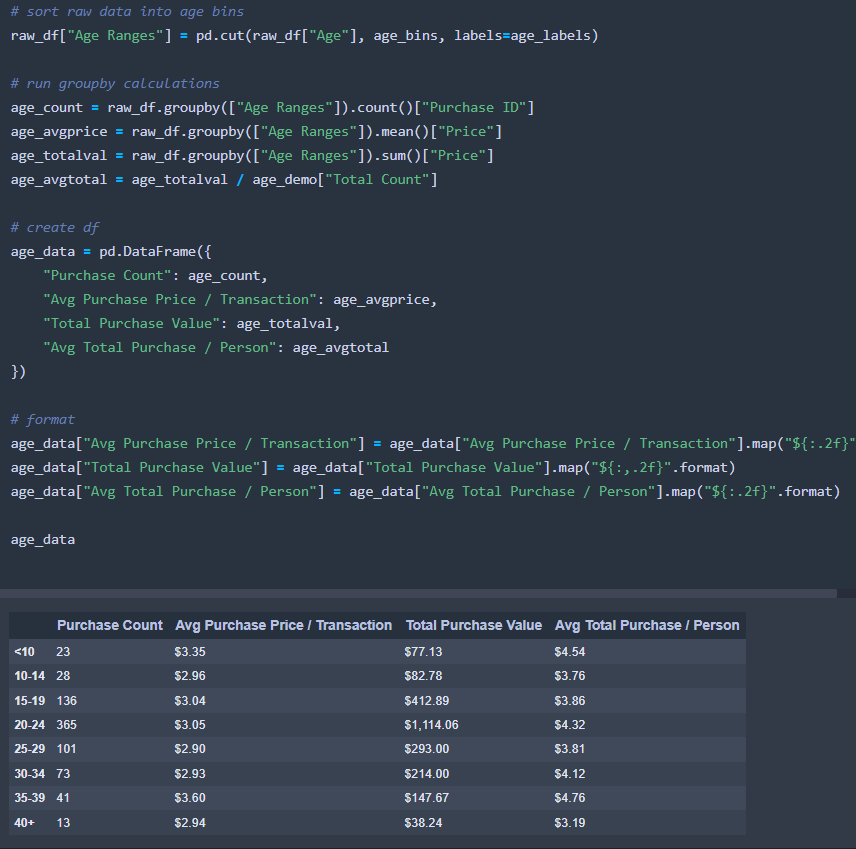 # sort raw data into age bins
raw_df["Age Ranges"] = pd.cut(raw_df["Age"], age_bins, labels=age_labels)
# run groupby calculations
age_count = raw_df.groupby(["Age Ranges"]).count()["Purchase ID"]
age_avgprice = raw_df.groupby(["Age Ranges"]).mean()["Price"]
age_totalval = raw_df.groupby(["Age Ranges"]).sum()["Price"]
age_avgtotal = age_totalval / age_demo["Total Count"]
# create df
age_data = pd.DataFrame({
    "Purchase Count": age_count,
    "Avg Purchase Price / Transaction": age_avgprice,
    "Total Purchase Value": age_totalval,
    "Avg Total Purchase / Person": age_avgtotal
})
# format
age_data["Avg Purchase Price / Transaction"] = age_data["Avg Purchase Price / Transaction"].map("${:.2f}"
age_data["Total Purchase Value"] = age_data["Total Purchase Value"].map("${:,.2f}".format)
age_data["Avg Total Purchase / Person"] = age_data["Avg Total Purchase / Person"].map("${:.2f}".format)
age_data
Purchase Count Avg Purchase Price / Transaction Total Purchase Value Avg Total Purchase / Person
<10 23 $3.35 $77.13 $4.54
10-14 28 $2.96 $82.78 $3.76
15-19 136 $3.04 $412.89 $3.86
20-24 365 $3.05 $1,114.06 $4.32
25-29 101 $2.90 $293.00 $3.81
30-34 73 $2.93 $214.00 $4.12
35-39 41 $3.60 $147.67 $4.76
40+ 13 $2.94 $38.24 $3.19